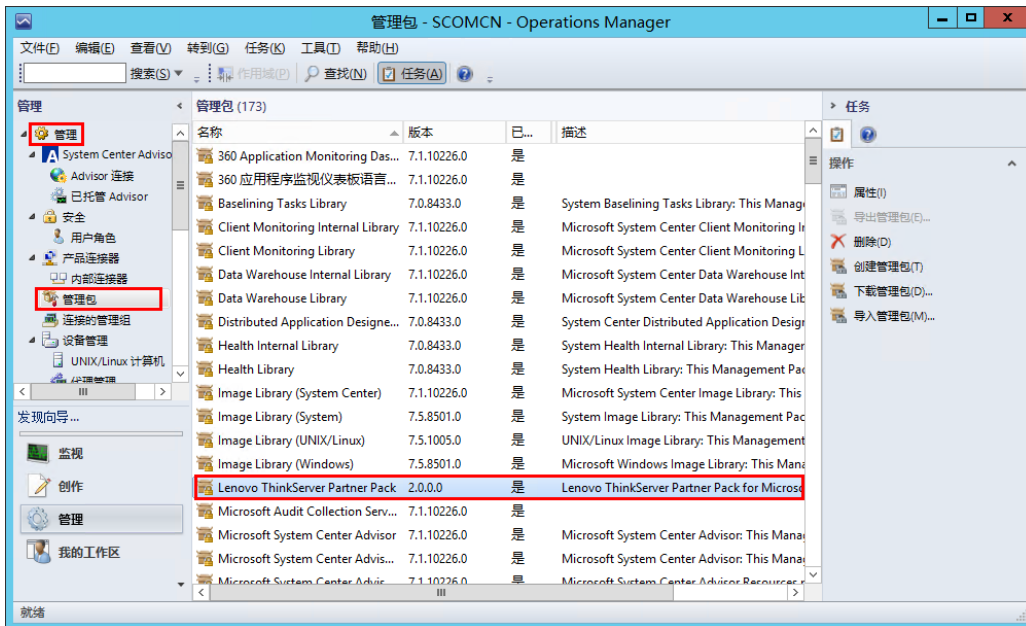 管理包 - SCOMCN - Operations Manager
文件(F) 编辑(E) 查看(V) 转到(G) 任务(K) 工具(T) 帮助(H)
搜索(S) 作用域(P) 查找(N) 任务(A)
管理
管理
System Center Adviso
Advisor 连接
已托管 Advisor
安全
用户角色
产品连接器
内部连接器
管理包
连接的管理组
设备管理
UNIX/Linux 计算机
代理管理
发现向导...
监视
创作
管理
我的工作区
管理包 (173)
名称 版本 已... 描述
360 Application Monitoring Das... 7.1.10226.0 是
360 应用程序监视仪表板语言... 7.1.10226.0 是
Baselining Tasks Library 7.0.8433.0 是 System Baselining Tasks Library: This Manag
Client Monitoring Internal Library 7.1.10226.0 是 Microsoft System Center Client Monitoring Ir
Client Monitoring Library 7.1.10226.0 是 Microsoft System Center Client Monitoring L
Data Warehouse Internal Library 7.1.10226.0 是 Microsoft System Center Data Warehouse Int
Data Warehouse Library 7.1.10226.0 是 Microsoft System Center Data Warehouse Lib
Distributed Application Designe... 7.0.8433.0 是 System Center Distributed Application Desigr
Health Internal Library 7.0.8433.0 是 System Health Internal Library: This Manager
Health Library 7.0.8433.0 是 System Health Library: This Management Pac
Image Library (System Center) 7.1.10226.0 是 Microsoft System Center Image Library: This
Image Library (System) 7.5.8501.0 是 System Image Library: This Management Pac
Image Library (UNIX/Linux) 7.5.1005.0 是 UNIX/Linux Image Library: This Management
Image Library (Windows) 7.5.8501.0 是 Microsoft Windows Image Library: This Mana
Lenovo ThinkServer Partner Pack 2.0.0.0 是 Lenovo ThinkServer Partner Pack for Microso
Microsoft Audit Collection Serv... 7.1.10226.0 是
Microsoft System Center Advisor 7.1.10226.0 是 Microsoft System Center Advisor: This Mana
Microsoft System Center Advis... 7.1.10226.0 是 Microsoft System Center Advisor: This Mana
Microsoft System Center Advis... 7.1.10226.0 是 Microsoft System Center Advisor Resources r
任务
操作
属性(I)
导出管理包(E)...
删除(D)
创建管理包(T)
下载管理包(D)...
导入管理包(M)...
就绪